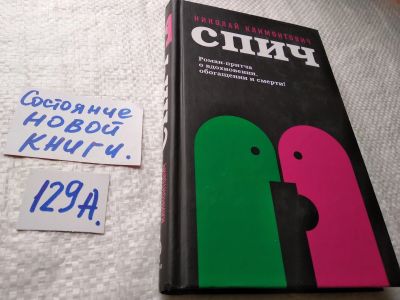 НИКОЛАЙ КЛИМОНТОВИЧ
СПИЧ
Роман-притча
о вдохновении,
обогащении и смерти!
Состояние
НОВОЙ
КНИГИ.
129А.